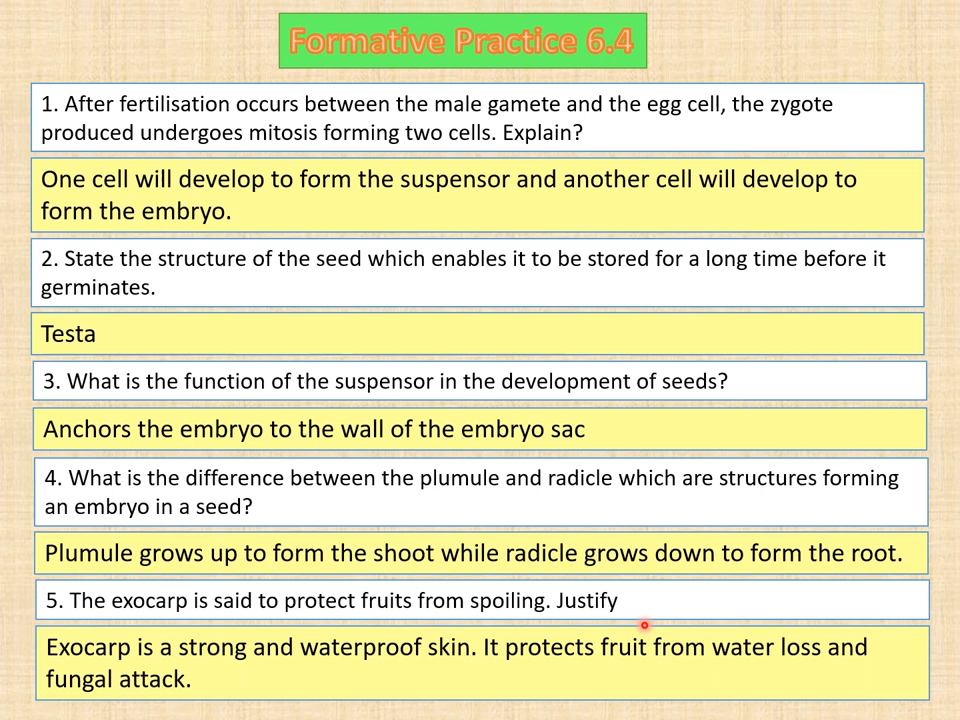 Formative Practice 6.4
1. After fertilisation occurs between the male gamete and the egg cell, the zygote
produced undergoes mitosis forming two cells. Explain?
One cell will develop to form the suspensor and another cell will develop to
form the embryo.
2. State the structure of the seed which enables it to be stored for a long time before it
germinates.
Testa
3. What is the function of the suspensor in the development of seeds?
Anchors the embryo to the wall of the embryo sac
4. What is the difference between the plumule and radicle which are structures forming
an embryo in a seed?
Plumule grows up to form the shoot while radicle grows down to form the root.
5. The exocarp is said to protect fruits from spoiling. Justify
Exocarp is a strong and waterproof skin. It protects fruit from water loss and
fungal attack.